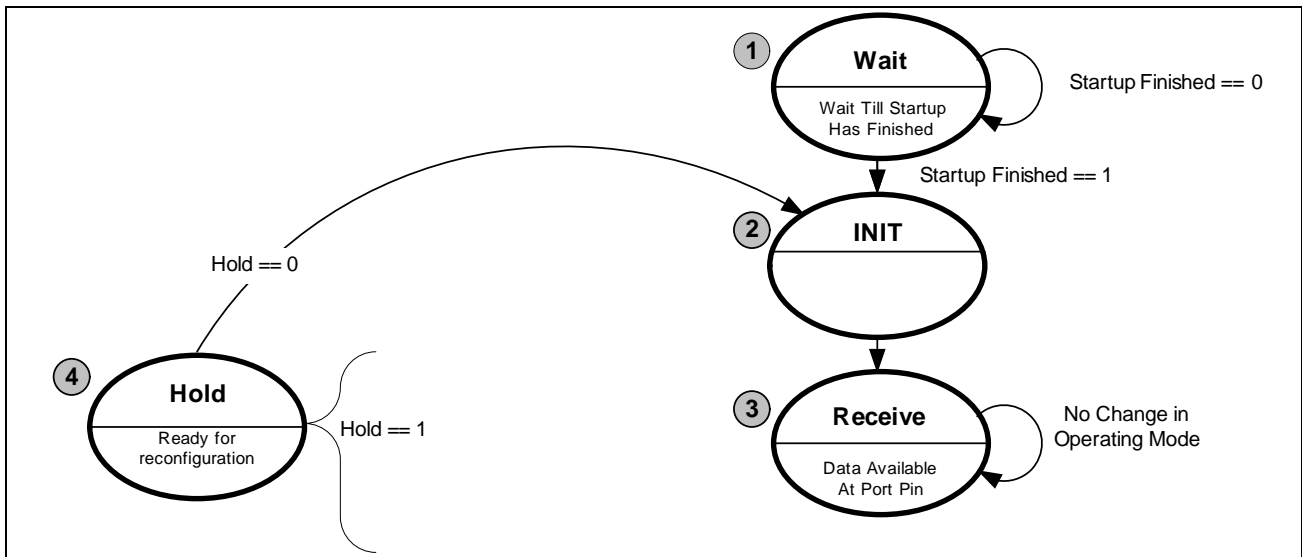 1
Wait
Wait Till Startup
Has Finished
Startup Finished == 0
Startup Finished == 1
2
INIT
Hold == 0
4
Hold
Ready for
reconfiguration
Hold == 1
3
Receive
Data Available
At Port Pin
No Change in
Operating Mode